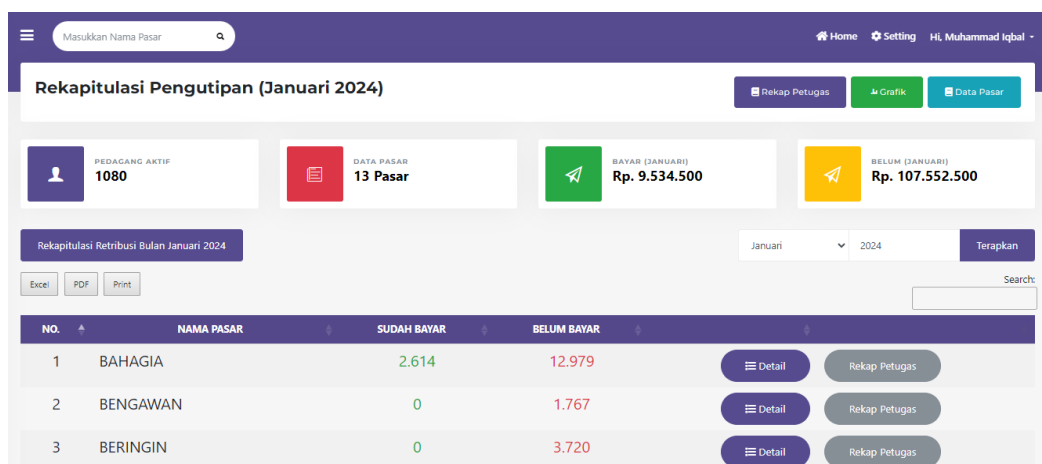 Masukkan Nama Pasar
Home Setting Hi, Muhammad Iqbal
Rekapitulasi Pengutipan (Januari 2024)
Rekap Petugas Grafik Data Pasar
PEDAGANG AKTIF
1080
DATA PASAR
13 Pasar
BAYAR (JANUARI)
Rp. 9.534.500
BELUM (JANUARI)
Rp. 107.552.500
Rekapitulasi Retribusi Bulan Januari 2024
Januari 2024 Terapkan
Excel PDF Print
Search:
NO. NAMA PASAR SUDAH BAYAR BELUM BAYAR
1 BAHAGIA 2.614 12.979 Detail Rekap Petugas
2 BENGAWAN 0 1.767 Detail Rekap Petugas
3 BERINGIN 0 3.720 Detail Rekap Petugas